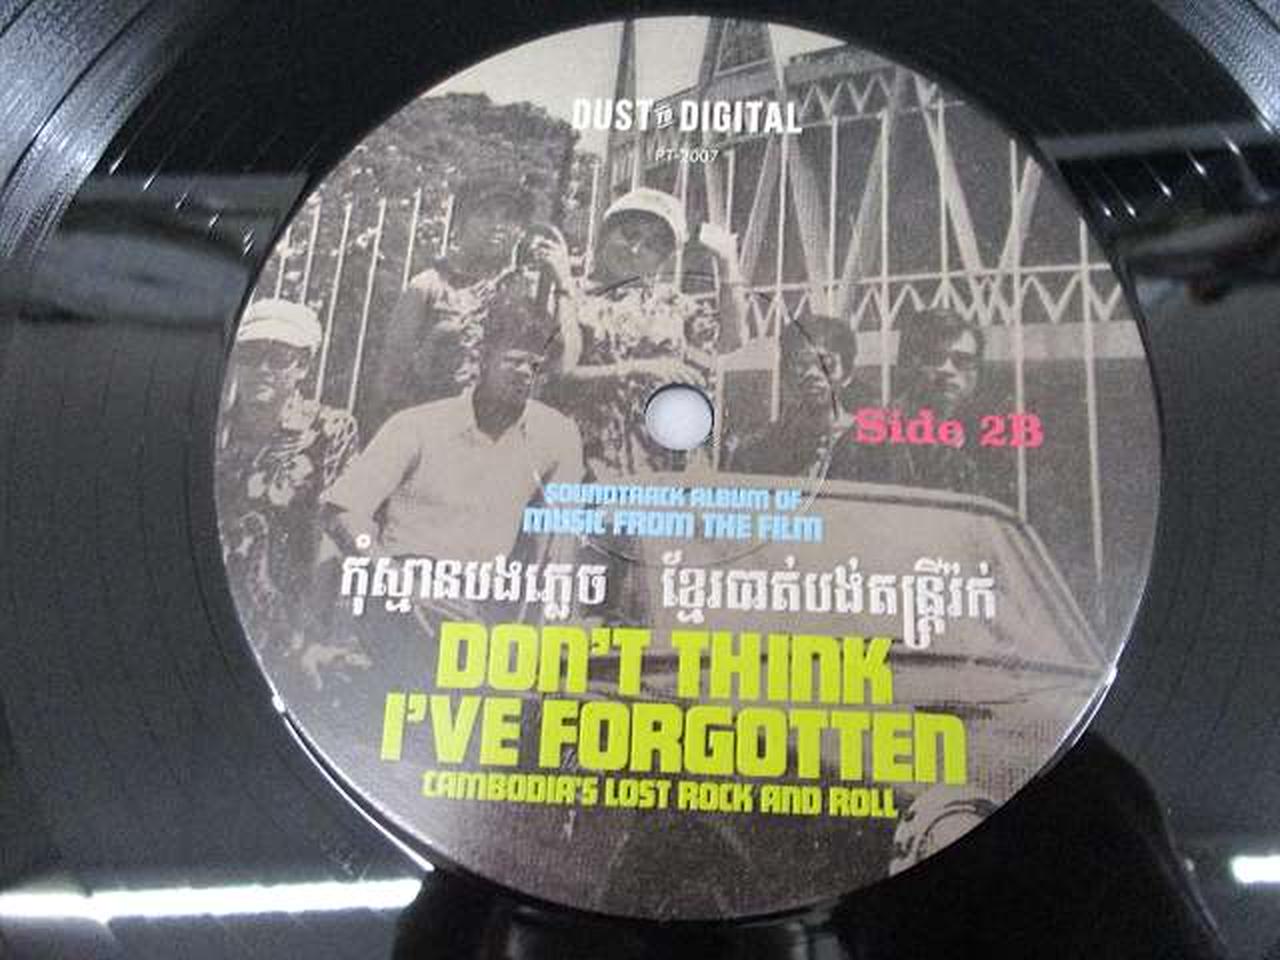 DUST TO DIGITAL
PT-2007
Side 2B
SOUNDTRACK ALBUM OF
MUSIC FROM THE FILM
កុំស្មានបងភ្លេច ខ្មែរបាត់បង់តន្ត្រីរ៉ក់
DON'T THINK
I'VE FORGOTTEN
CAMBODIA'S LOST ROCK AND ROLL